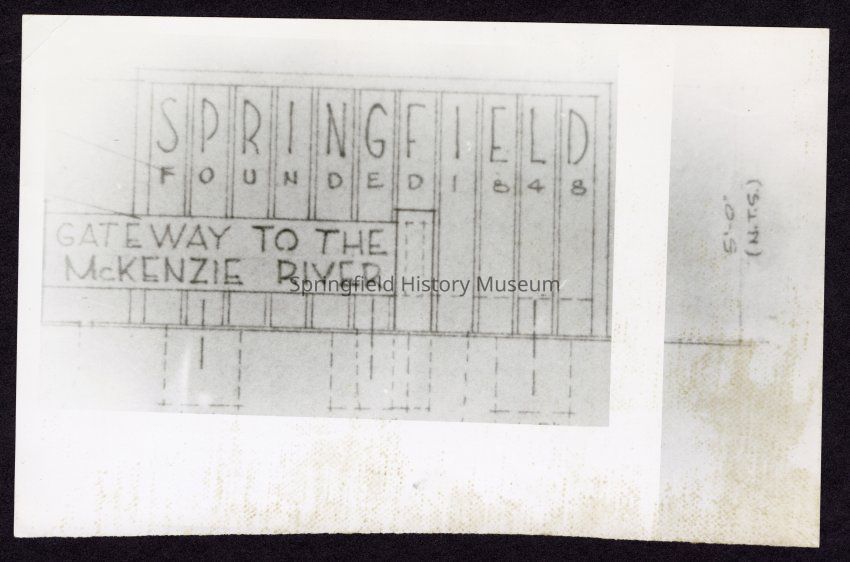 SPRINGFIELD
FOUNDED 1848
GATEWAY TO THE
McKENZIE RIVER
Springfield History Museum
5'-0"
(N.T.S.)